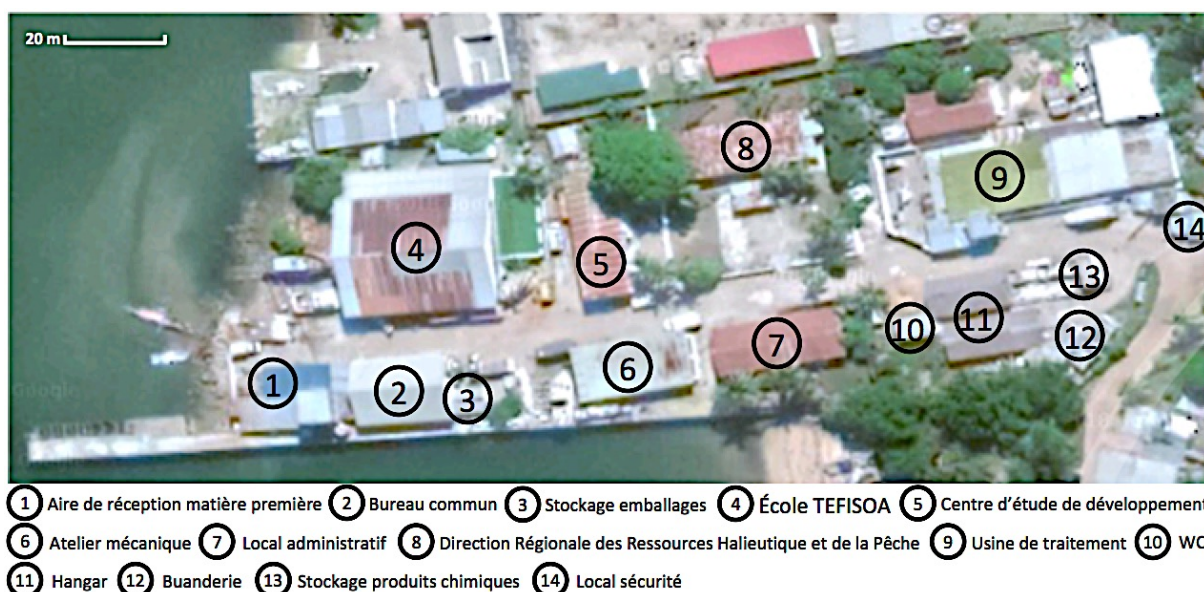 20 m
8
9
14
4
5
13
10 11 12
7
6
1 2 3
Google
1 Aire de réception matière première 2 Bureau commun 3 Stockage emballages 4 École TEFISOA 5 Centre d'étude de développement
6 Atelier mécanique 7 Local administratif 8 Direction Régionale des Ressources Halieutique et de la Pêche 9 Usine de traitement 10 WC
11 Hangar 12 Buanderie 13 Stockage produits chimiques 14 Local sécurité